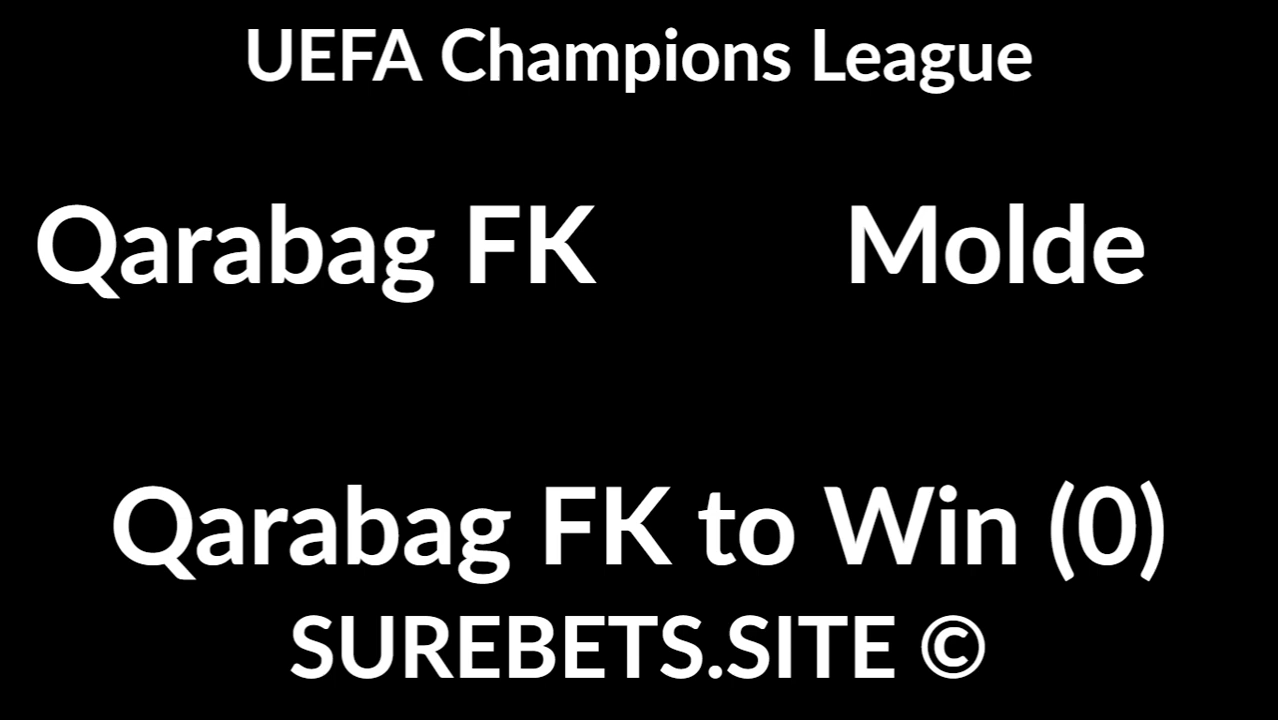 UEFA Champions League
Qarabag FK Molde
Qarabag FK to Win (0)
SUREBETS.SITE ©